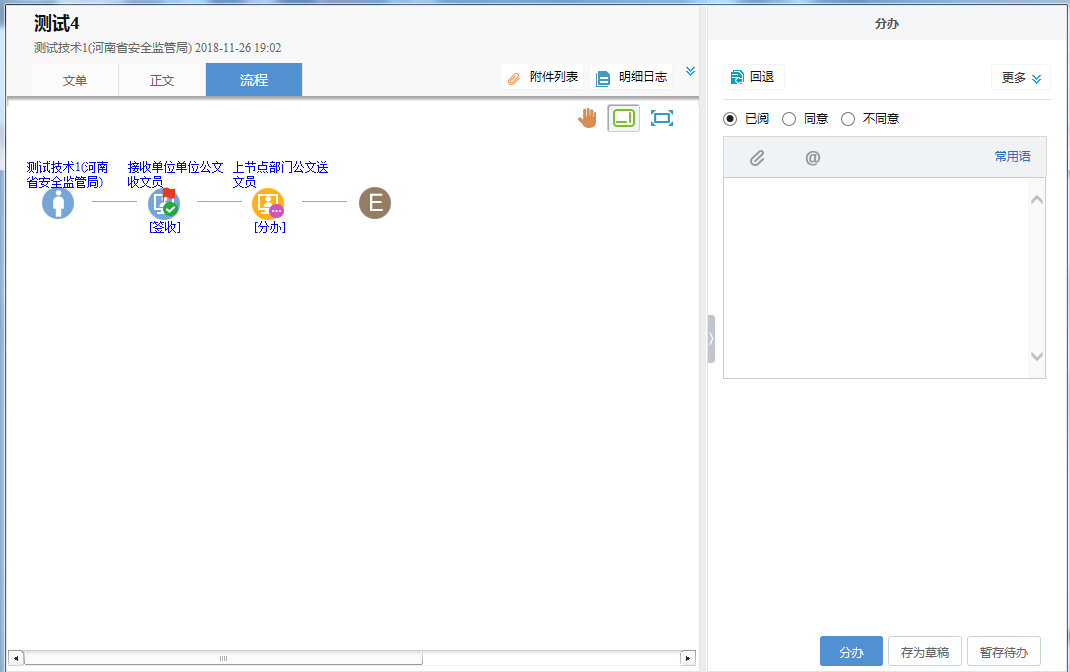 测试4
测试技术1(河南省安全监管局) 2018-11-26 19:02
文单
正文
流程
附件列表
明细日志
测试技术1(河南
省安全监管局)
接收单位单位公文
收文员
[签收]
上节点部门公文送
文员
[分办]
E
分办
回退
更多
已阅
同意
不同意
@
常用语
分办
存为草稿
暂存待办